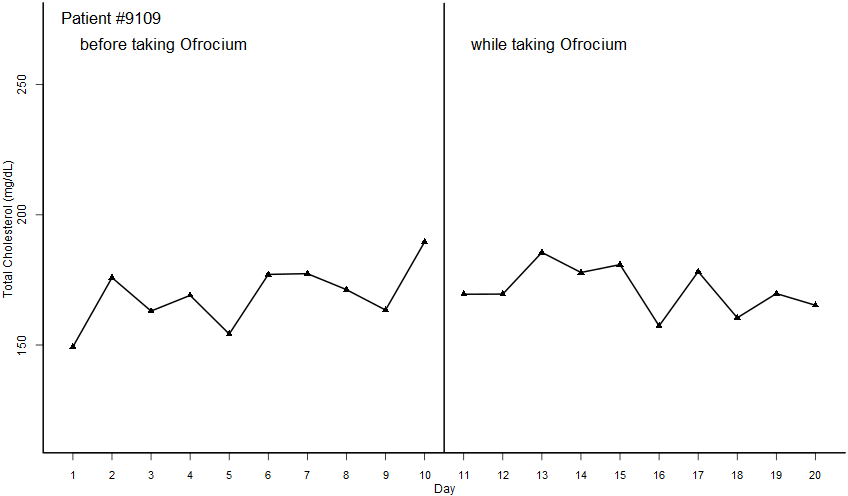 Patient #9109
before taking Ofrocium
while taking Ofrocium
Total Cholesterol (mg/dL)
250
200
150
1 2 3 4 5 6 7 8 9 10 11 12 13 14 15 16 17 18 19 20
Day